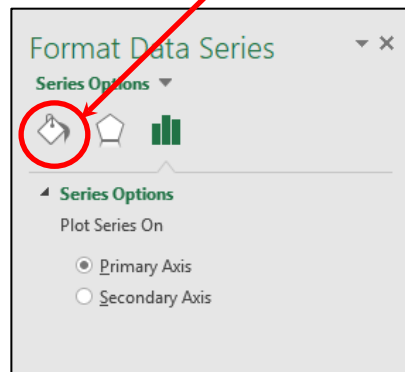 Format Data Series
Series Options
Series Options
Plot Series On
Primary Axis
Secondary Axis